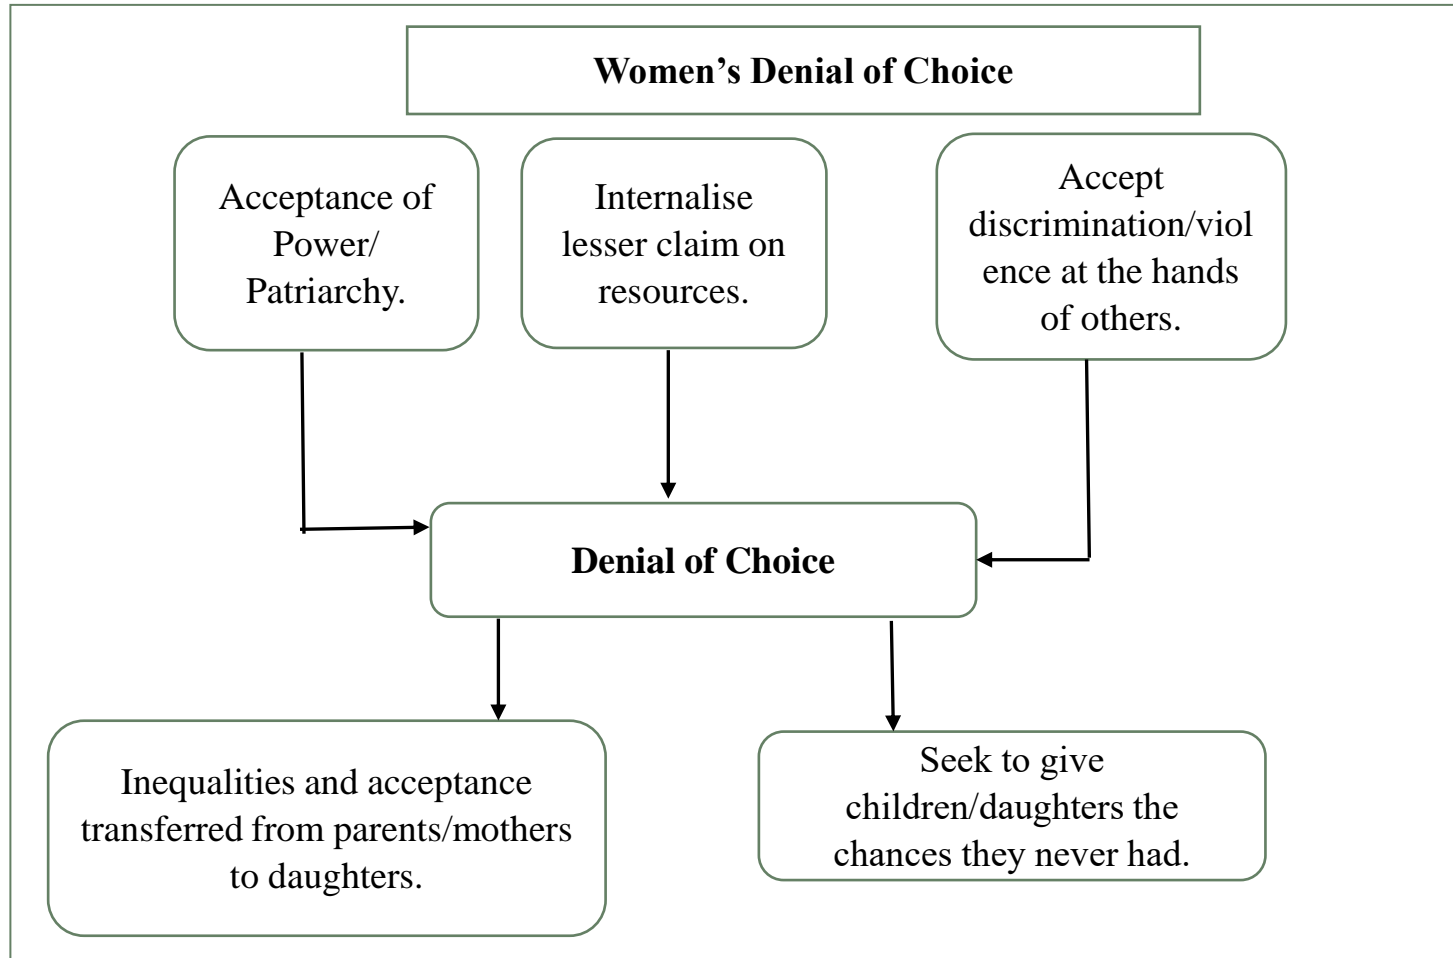 Women’s Denial of Choice
Acceptance of
Power/
Patriarchy.
Internalise
lesser claim on
resources.
Accept
discrimination/viol
ence at the hands
of others.
Denial of Choice
Inequalities and acceptance
transferred from parents/mothers
to daughters.
Seek to give
children/daughters the
chances they never had.